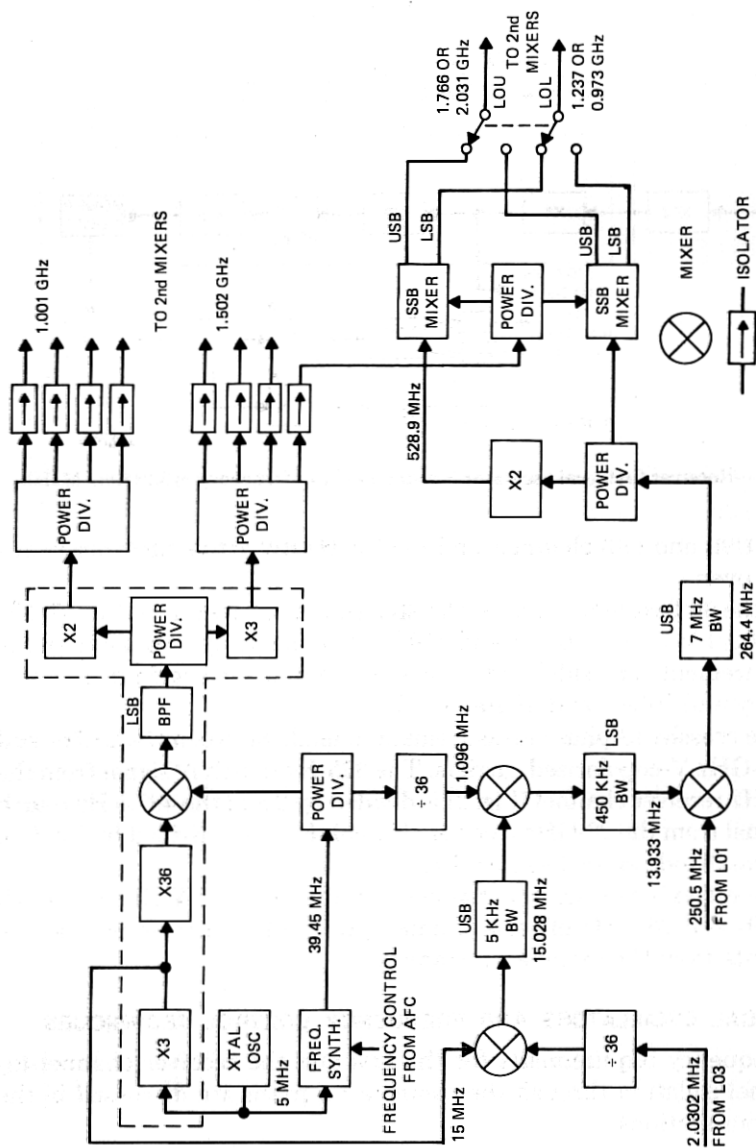 1.001 GHz
TO 2nd MIXERS
1.502 GHz
POWER
DIV.
POWER
DIV.
X2
POWER DIV.
X3
LSB
BPF
X36
X3
XTAL
OSC
5 MHz
FREQ.
SYNTH.
FREQUENCY CONTROL
FROM AFC
39.45 MHz
POWER DIV.
÷ 36
1.096 MHz
15 MHz
÷ 36
2.0302 MHz
FROM L03
USB
5 KHz
BW
15.028 MHz
450 KHz
BW
LSB
13.933 MHz
250.5 MHz
FROM L01
USB
7 MHz
BW
264.4 MHz
POWER
DIV.
X2
528.9 MHz
SSB
MIXER
POWER
DIV.
SSB
MIXER
USB
LSB
USB
LSB
1.766 OR
2.031 GHz
LOU
TO 2nd
MIXERS
LOL
1.237 OR
0.973 GHz
MIXER
ISOLATOR